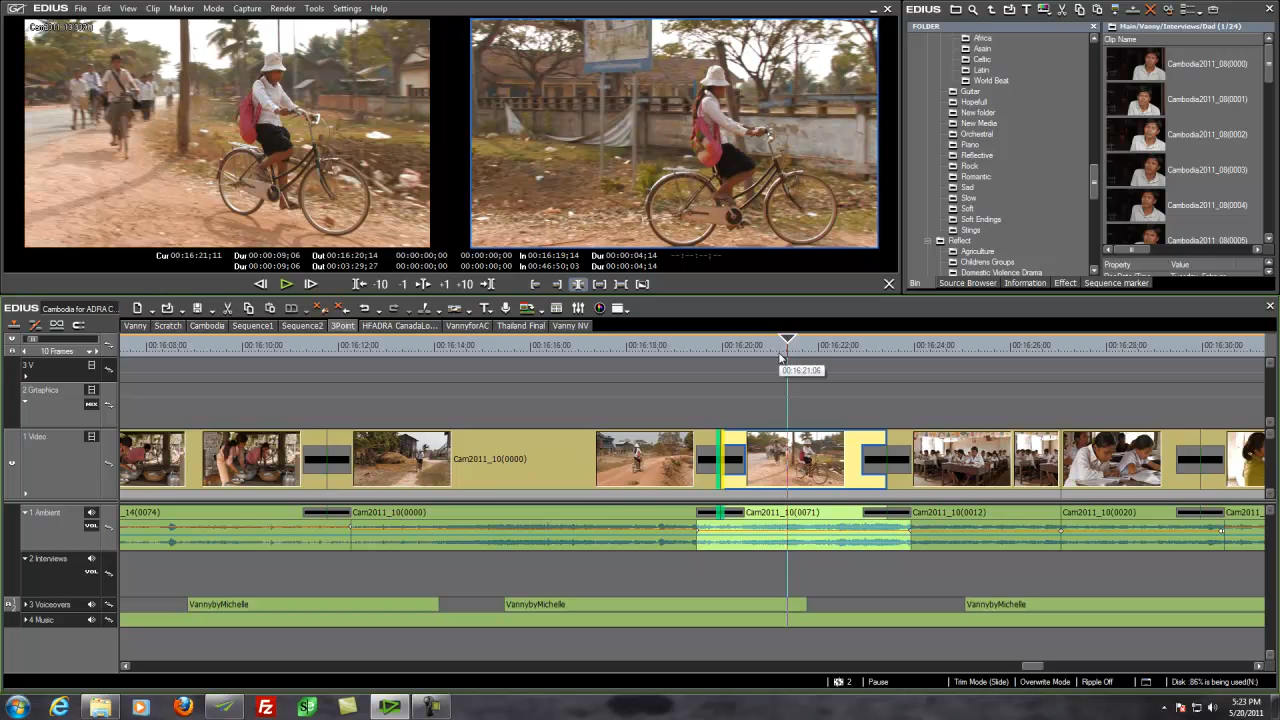 EDIUS File Edit View Clip Marker Mode Capture Render Tools Settings Help
EDIUS
FOLDER
Main/Vanny/Interviews/Dad (1/24)
Africa
Asain
Celtic
Latin
World Beat
Guitar
Hopefull
New folder
New Media
Orchestral
Piano
Reflective
Rock
Romantic
Sad
Slow
Soft
Soft Endings
Stings
Reflect
Agriculture
Childrens Groups
Domestic Violence Drama
Clip Name
Cambodia2011_08(0000)
Cambodia2011_08(0001)
Cambodia2011_08(0002)
Cambodia2011_08(0003)
Cambodia2011_08(0004)
Cambodia2011_08(0005)
Property
Bin Source Browser Information Effect Sequence marker
Cur 00:16:21;11 Dur 00:00:09;06 Out 00:16:20;14 00:00:00;00 00:00:00;00 In 00:16:19;14 Dur 00:00:04;14 --:--:--;--
Dur 00:00:09;06 Out 00:03:29;27 00:00:00;00 00:00:00;00 In 00:46:50;03 Dur 00:00:04;14
-10 -1 +1 +10
EDIUS Cambodia for ADRA C...
Vanny Scratch Cambodia Sequence1 Sequence2 3Point HFADRA CanadaLo... VannyforAC Thailand Final Vanny NV
10 Frames
00:16:08;00 00:16:10;00 00:16:12;00 00:16:14;00 00:16:16;00 00:16:18;00 00:16:20;00 00:16:22;00 00:16:24;00 00:16:26;00 00:16:28;00 00:16:30;00
00:16:21;06
3 V
2 Grtaphics
MIX
1 Video
Cam2011_10(0000)
1 Ambient
VOL
_14(0074) Cam2011_10(0000) Cam2011_10(0071) Cam2011_10(0012) Cam2011_10(0020) Cam2011_
2 Interviews
VOL
3 Voiceovers
VannybyMichelle VannybyMichelle VannybyMichelle
4 Music
2 Pause Trim Mode (Slide) Overwrite Mode Ripple Off Disk :86% is being used(N:)
5:23 PM
5/20/2011